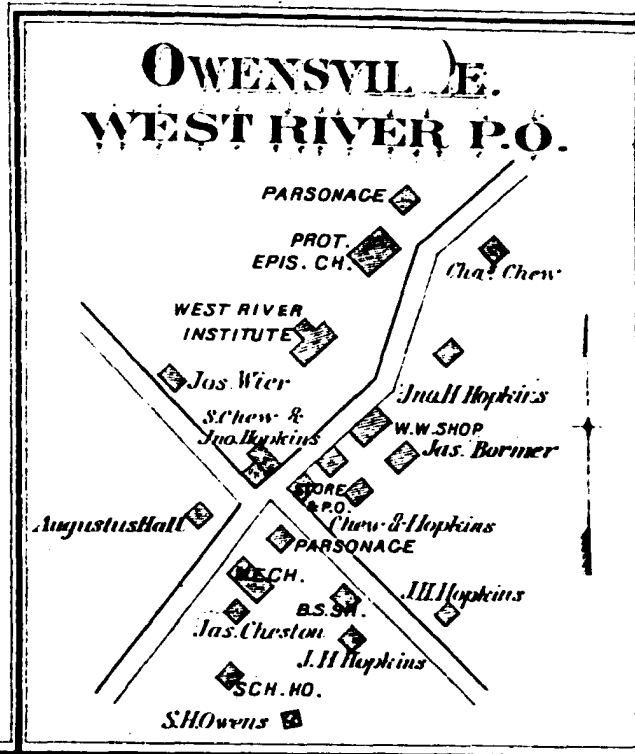 OWENSVILLE.
WEST RIVER P.O.
PARSONAGE
PROT.
EPIS. CH.
Chas. Chew
WEST RIVER
INSTITUTE
Jos. Wier
Jno. H Hopkins
S. Chew &
Jno. Hopkins
W.W. SHOP
Jas. Bormer
STORE
& P.O.
Chew & Hopkins
Augustus Hall
PARSONAGE
M.E.CH.
B.S.SH.
J.H. Hopkins
Jas. Cheston
J.H Hopkins
SCH. HO.
S.H. Owens